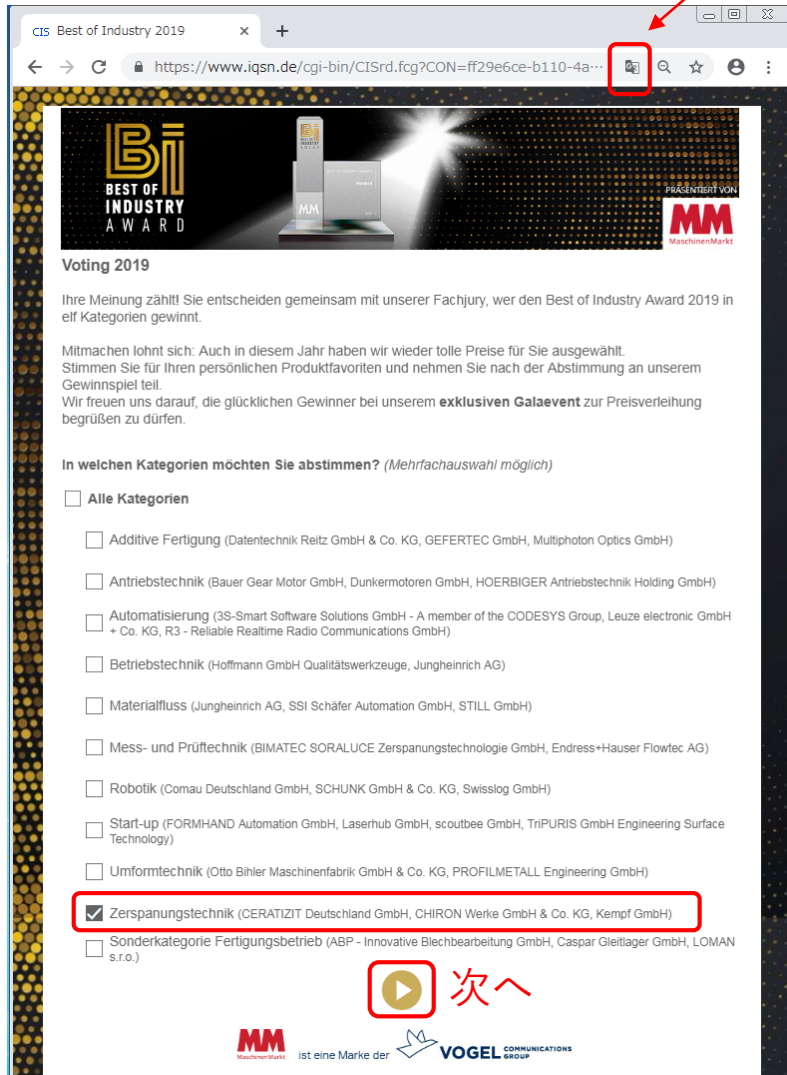 CIS Best of Industry 2019
https://www.iqsn.de/cgi-bin/CISrd.fcg?CON=ff29e6ce-b110-4a…
BEST OF
INDUSTRY
AWARD
MM
PRÄSENTIERT VON
MM
MaschinenMarkt
Voting 2019
Ihre Meinung zählt! Sie entscheiden gemeinsam mit unserer Fachjury, wer den Best of Industry Award 2019 in
elf Kategorien gewinnt.
Mitmachen lohnt sich: Auch in diesem Jahr haben wir wieder tolle Preise für Sie ausgewählt.
Stimmen Sie für Ihren persönlichen Produktfavoriten und nehmen Sie nach der Abstimmung an unserem
Gewinnspiel teil.
Wir freuen uns darauf, die glücklichen Gewinner bei unserem exklusiven Galaevent zur Preisverleihung
begrüßen zu dürfen.
In welchen Kategorien möchten Sie abstimmen? (Mehrfachauswahl möglich)
Alle Kategorien
Additive Fertigung (Datentechnik Reitz GmbH & Co. KG, GEFERTEC GmbH, Multiphoton Optics GmbH)
Antriebstechnik (Bauer Gear Motor GmbH, Dunkermotoren GmbH, HOERBIGER Antriebstechnik Holding GmbH)
Automatisierung (3S-Smart Software Solutions GmbH - A member of the CODESYS Group, Leuze electronic GmbH
+ Co. KG, R3 - Reliable Realtime Radio Communications GmbH)
Betriebstechnik (Hoffmann GmbH Qualitätswerkzeuge, Jungheinrich AG)
Materialfluss (Jungheinrich AG, SSI Schäfer Automation GmbH, STILL GmbH)
Mess- und Prüftechnik (BIMATEC SORALUCE Zerspanungstechnologie GmbH, Endress+Hauser Flowtec AG)
Robotik (Comau Deutschland GmbH, SCHUNK GmbH & Co. KG, Swisslog GmbH)
Start-up (FORMHAND Automation GmbH, Laserhub GmbH, scoutbee GmbH, TriPURIS GmbH Engineering Surface
Technology)
Umformtechnik (Otto Bihler Maschinenfabrik GmbH & Co. KG, PROFILMETALL Engineering GmbH)
Zerspanungstechnik (CERATIZIT Deutschland GmbH, CHIRON Werke GmbH & Co. KG, Kempf GmbH)
Sonderkategorie Fertigungsbetrieb (ABP - Innovative Blechbearbeitung GmbH, Caspar Gleitlager GmbH, LOMAN
s.r.o.)
次へ
MM
MaschinenMarkt
ist eine Marke der
VOGEL COMMUNICATIONS
GROUP